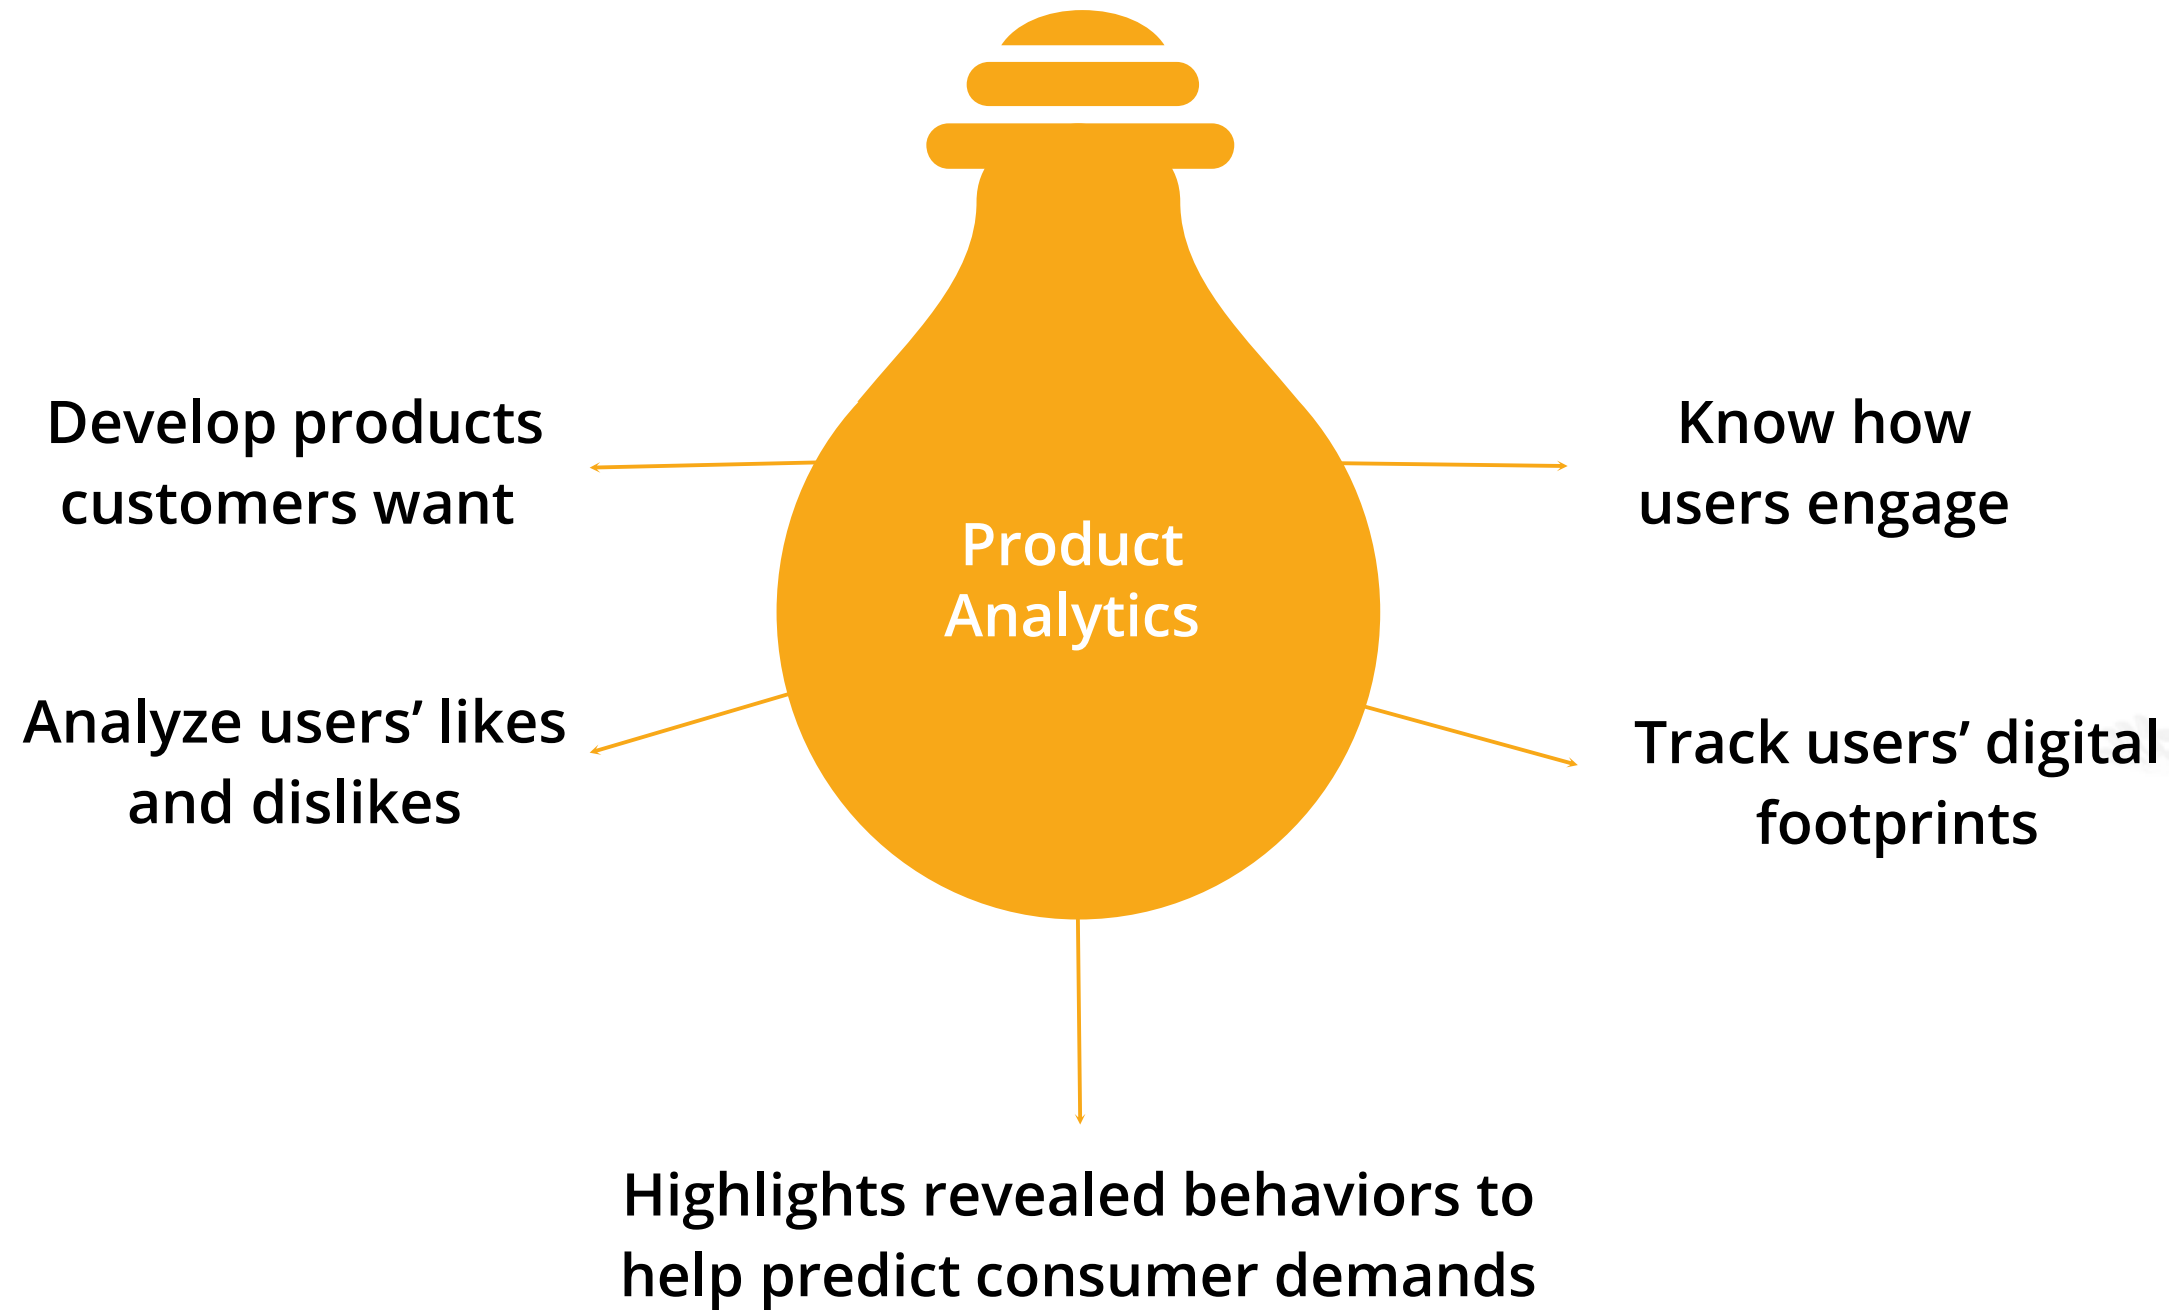 Develop products
customers want
Know how
users engage
Product
Analytics
Analyze users’ likes
and dislikes
Track users’ digital
footprints
Highlights revealed behaviors to
help predict consumer demands